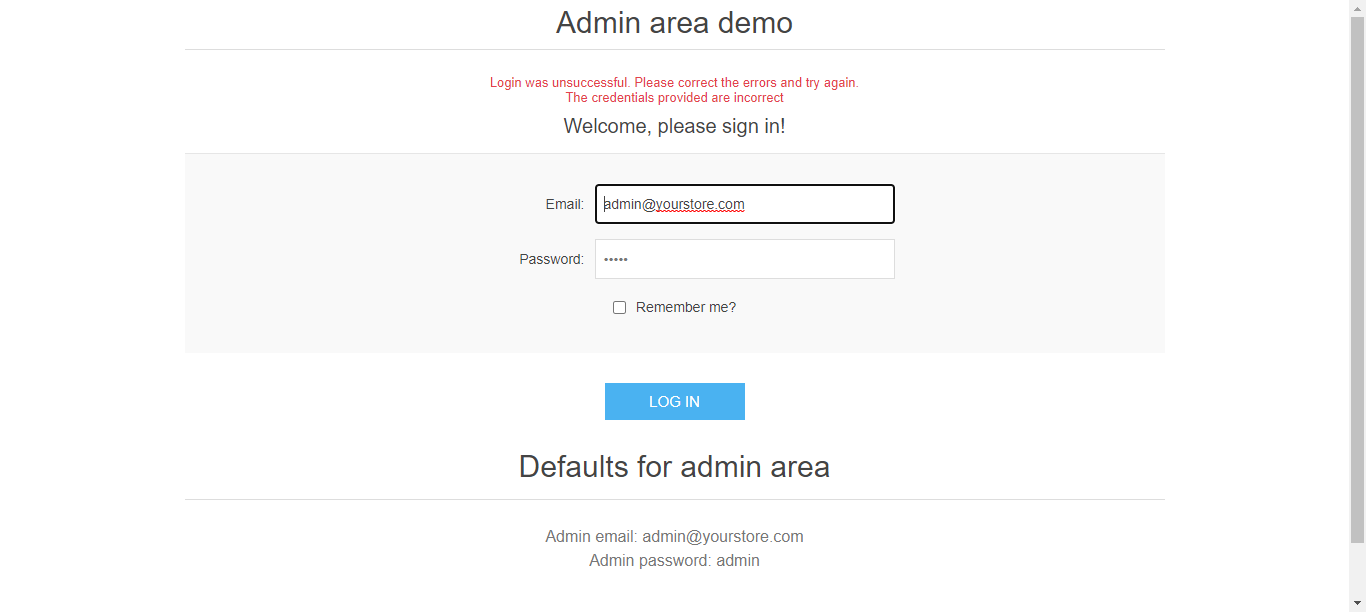 Admin area demo
Login was unsuccessful. Please correct the errors and try again.
The credentials provided are incorrect
Welcome, please sign in!
Email: admin@yourstore.com
Password: •••••
Remember me?
LOG IN
Defaults for admin area
Admin email: admin@yourstore.com
Admin password: admin